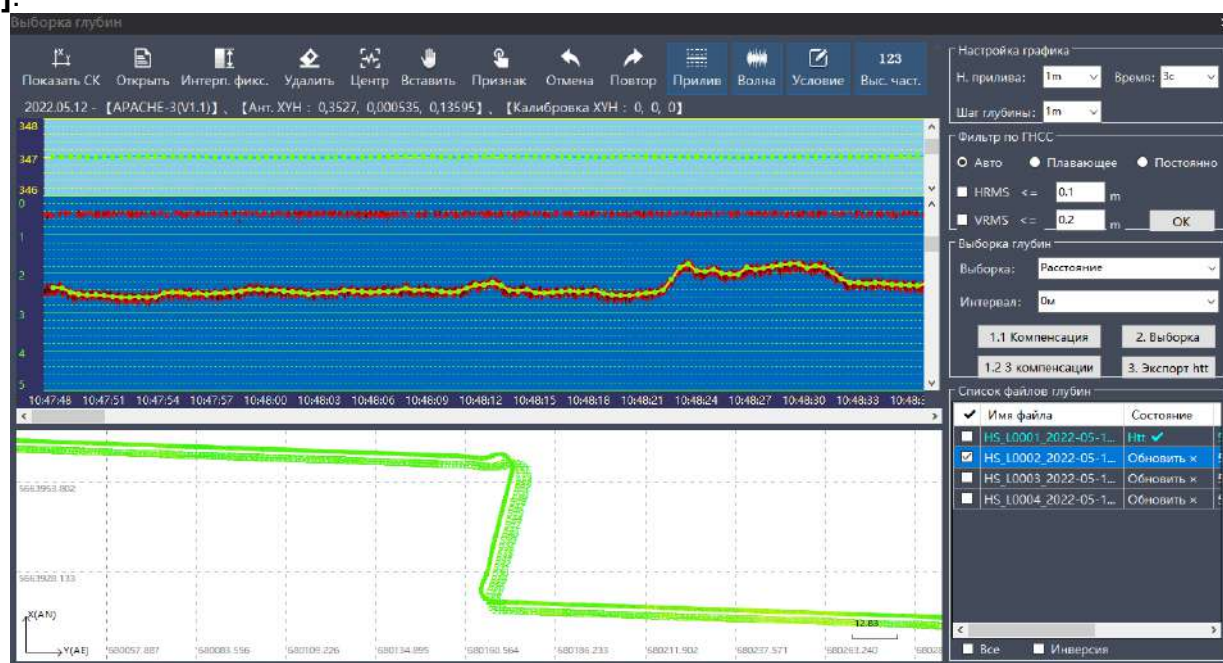 ].
Выборка глубин
Показать СК Открыть Интерп. фикс. Удалить Центр Вставить Признак Отмена Повтор Прилив Волна Условие 123 Выс. част.
2022.05.12 - 【APACHE-3(V1.1)】、【Ант. XYH : 0,3527, 0,000535, 0,13595】、【Калибровка XYH : 0, 0, 0】
348
347
346
0
1
2
3
4
5
10:47:48 10:47:51 10:47:54 10:47:57 10:48:00 10:48:03 10:48:06 10:48:09 10:48:12 10:48:15 10:48:18 10:48:21 10:48:24 10:48:27 10:48:30 10:48:33 10:48:
5663953.802
5663928.133
X(AN)
Y(AE)
12.83
680057.887 680083.556 680109.226 680134.895 680160.564 680186.233 680211.902 680237.571 680263.240 68028
Настройка графика
Н. прилива: 1m Время: 3с
Шаг глубины: 1m
Фильтр по ГНСС
Авто Плавающее Постоянно
HRMS <= 0,1 m
VRMS <= 0,2 m OK
Выборка глубин
Выборка: Расстояние
Интервал: 0м
1.1 Компенсация 2. Выборка
1.2 3 компенсации 3. Экспорт htt
Список файлов глубин
Имя файла Состояние
HS_L0001_2022-05-1... Htt ✔
HS_L0002_2022-05-1... Обновить ×
HS_L0003_2022-05-1... Обновить ×
HS_L0004_2022-05-1... Обновить ×
Все Инверсия